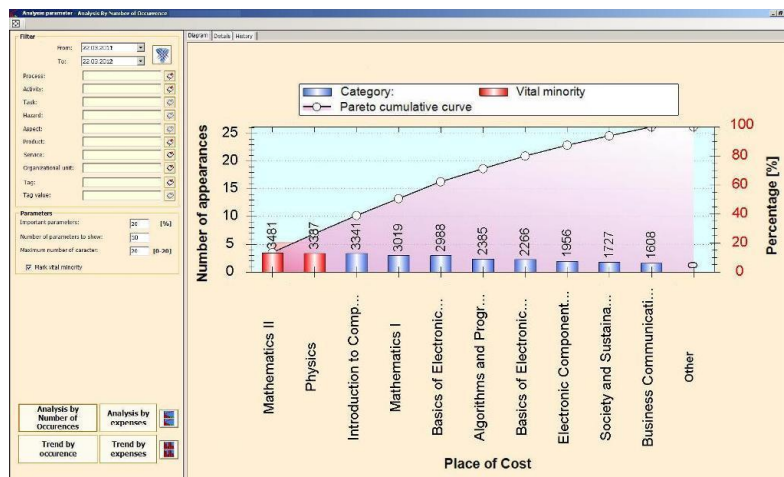 Analysis parameter - Analysis By Number of Occurence
Filter
From: 22.03.2011
To: 22.03.2012
Process:
Activity:
Task:
Hazard:
Aspect:
Product:
Service:
Organizational unit:
Tag:
Tag value:
Parameters
Important parameters: 20 [%]
Number of parameters to show: 10
Maximum number of caracter: 20 [0-20]
Mark vital minority
Analysis by Number of Occurences
Analysis by expenses
Trend by occurence
Trend by expenses
Diagram Details History
Category: Vital minority
Pareto cumulative curve
Number of appearances
25
20
15
10
5
0
Percentage [%]
100
80
60
40
20
0
3481
3387
3341
3019
2988
2385
2266
1956
1727
1608
0
Mathematics II
Physics
Introduction to Comp...
Mathematics I
Basics of Electronic...
Algorithms and Progr...
Basics of Electronic...
Electronic Component...
Society and Sustaina...
Business Communicati...
Other
Place of Cost